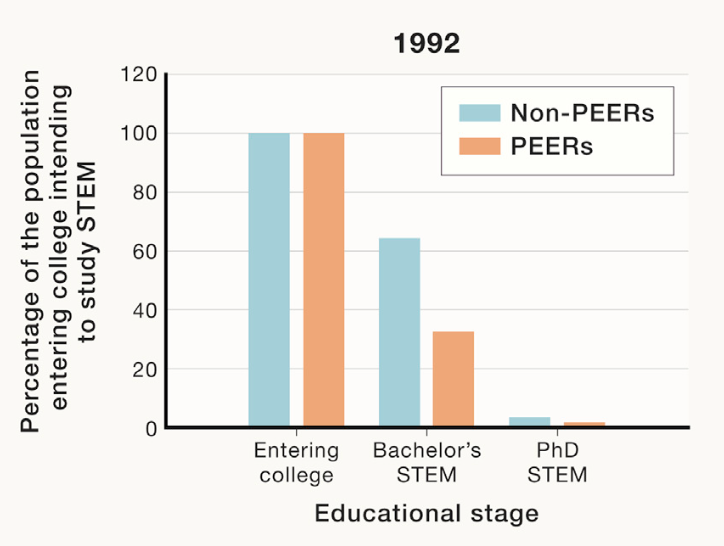 1992
Percentage of the population
entering college intending
to study STEM
120
100
80
60
40
20
0
Non-PEERs
PEERs
Entering
college
Bachelor's
STEM
PhD
STEM
Educational stage